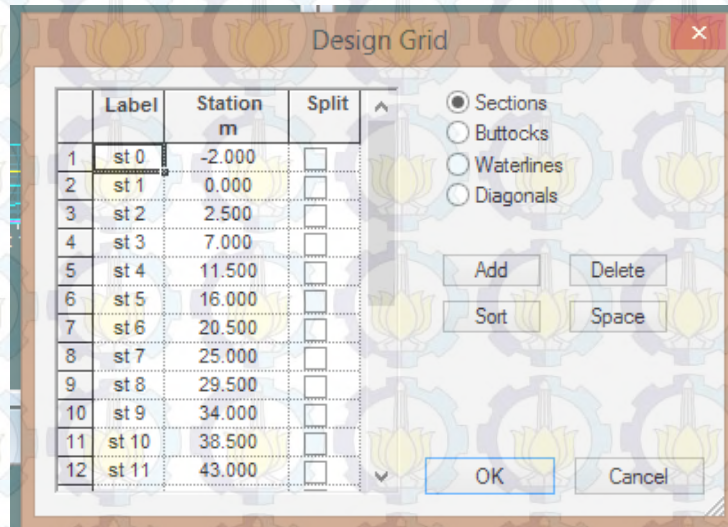 Design Grid
Label Station m Split
1 st 0 -2.000
2 st 1 0.000
3 st 2 2.500
4 st 3 7.000
5 st 4 11.500
6 st 5 16.000
7 st 6 20.500
8 st 7 25.000
9 st 8 29.500
10 st 9 34.000
11 st 10 38.500
12 st 11 43.000
Sections
Buttocks
Waterlines
Diagonals
Add Delete
Sort Space
OK Cancel